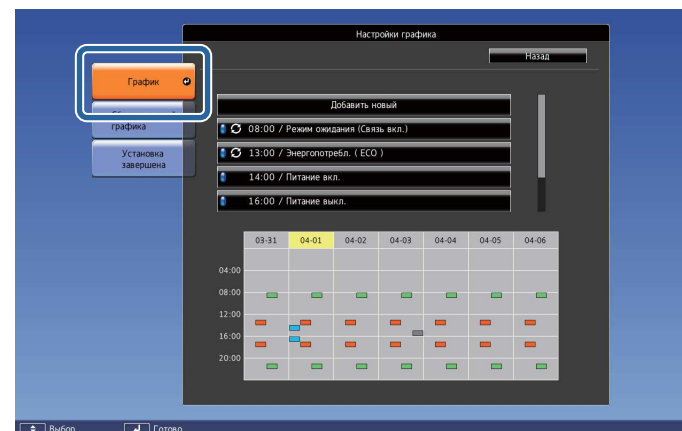 Настройки графика
Назад
График
графика
Установка
завершена
Добавить новый
08:00 / Режим ожидания (Связь вкл.)
13:00 / Энергопотребл. ( ECO )
14:00 / Питание вкл.
16:00 / Питание выкл.
03-31 04-01 04-02 04-03 04-04 04-05 04-06
04:00
08:00
12:00
16:00
20:00
Выбор Готово